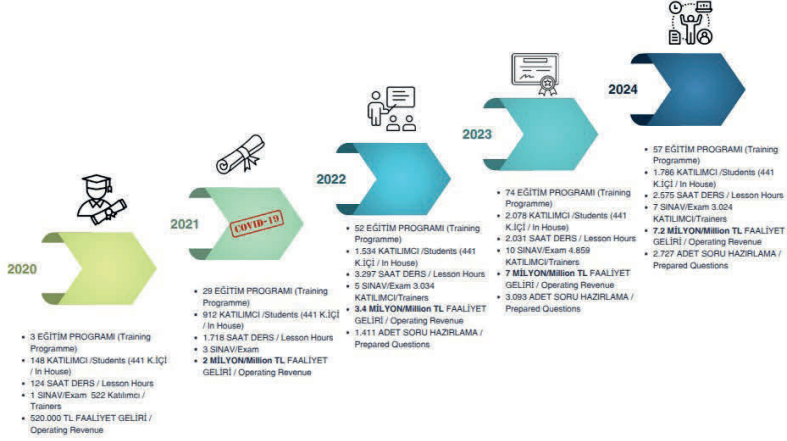 2020
• 3 EĞİTİM PROGRAMI (Training
Programme)
• 148 KATILIMCI /Students (441 K.İÇİ
/ In House)
• 124 SAAT DERS / Lesson Hours
• 1 SINAV/Exam 522 Katılımcı /
Trainers
• 520.000 TL FAALİYET GELİRİ /
Operating Revenue
2021
COVID-19
• 29 EĞİTİM PROGRAMI (Training
Programme)
• 912 KATILIMCI /Students (441 K.İÇİ
/ In House)
• 1.718 SAAT DERS / Lesson Hours
• 3 SINAV/Exam
• 2 MİLYON/Million TL FAALİYET
GELİRİ / Operating Revenue
2022
• 52 EĞİTİM PROGRAMI (Training
Programme)
• 1.534 KATILIMCI /Students (441
K.İÇİ / In House)
• 3.297 SAAT DERS / Lesson Hours
• 5 SINAV/Exam 3.034
KATILIMCI/Trainers
• 3.4 MİLYON/Million TL FAALİYET
GELİRİ / Operating Revenue
• 1.411 ADET SORU HAZIRLAMA /
Prepared Questions
2023
• 74 EĞİTİM PROGRAMI (Training
Programme)
• 2.078 KATILIMCI /Students (441
K.İÇİ / In House)
• 2.031 SAAT DERS / Lesson Hours
• 10 SINAV/Exam 4.659
KATILIMCI/Trainers
• 7 MİLYON/Million TL FAALİYET
GELİRİ / Operating Revenue
• 3.093 ADET SORU HAZIRLAMA /
Prepared Questions
2024
• 57 EĞİTİM PROGRAMI (Training
Programme)
• 1.786 KATILIMCI /Students (441
K.İÇİ / In House)
• 2.575 SAAT DERS / Lesson Hours
• 7 SINAV/Exam 3.024
KATILIMCI/Trainers
• 7.2 MİLYON/Million TL FAALİYET
GELİRİ / Operating Revenue
• 2.727 ADET SORU HAZIRLAMA /
Prepared Questions